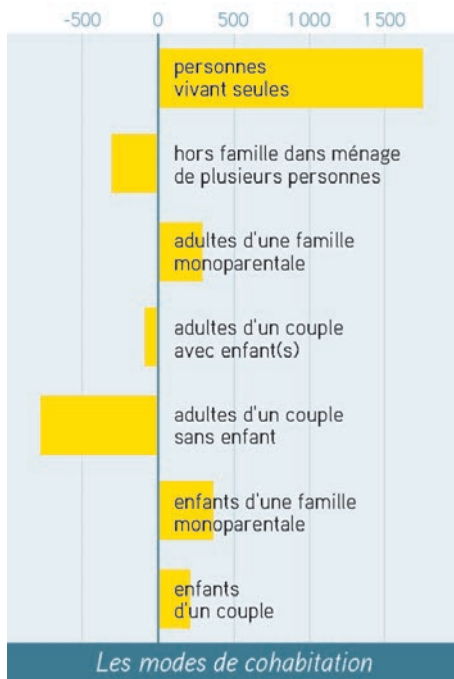 -500 0 500 1 000 1 500
personnes
vivant seules
hors famille dans ménage
de plusieurs personnes
adultes d'une famille
monoparentale
adultes d'un couple
avec enfant(s)
adultes d'un couple
sans enfant
enfants d'une famille
monoparentale
enfants
d'un couple
Les modes de cohabitation